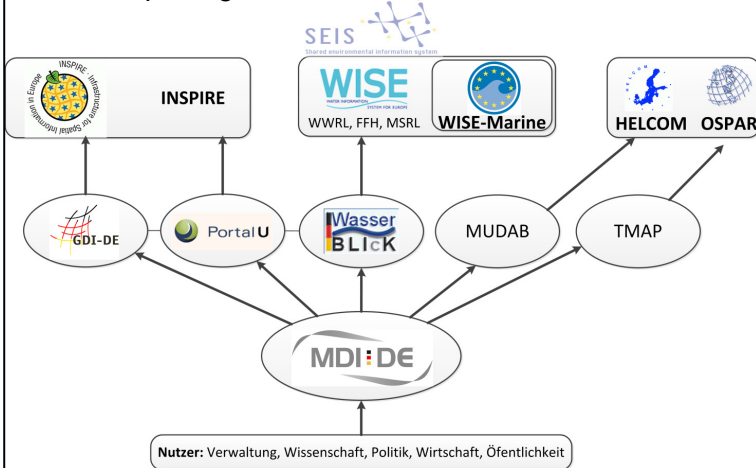 SEIS
Shared environmental information system
INSPIRE . Infrastructure for Spatial Information in Europe
INSPIRE
WISE
WATER INFORMATION
SYSTEM FOR EUROPE
WWRL, FFH, MSRL
WISE-Marine
HELCOM
HELCOM OSPAR
GDI-DE
PortalU
Wasser
BLIcK
MUDAB
TMAP
MDI:DE
Nutzer: Verwaltung, Wissenschaft, Politik, Wirtschaft, Öfentlichkeit